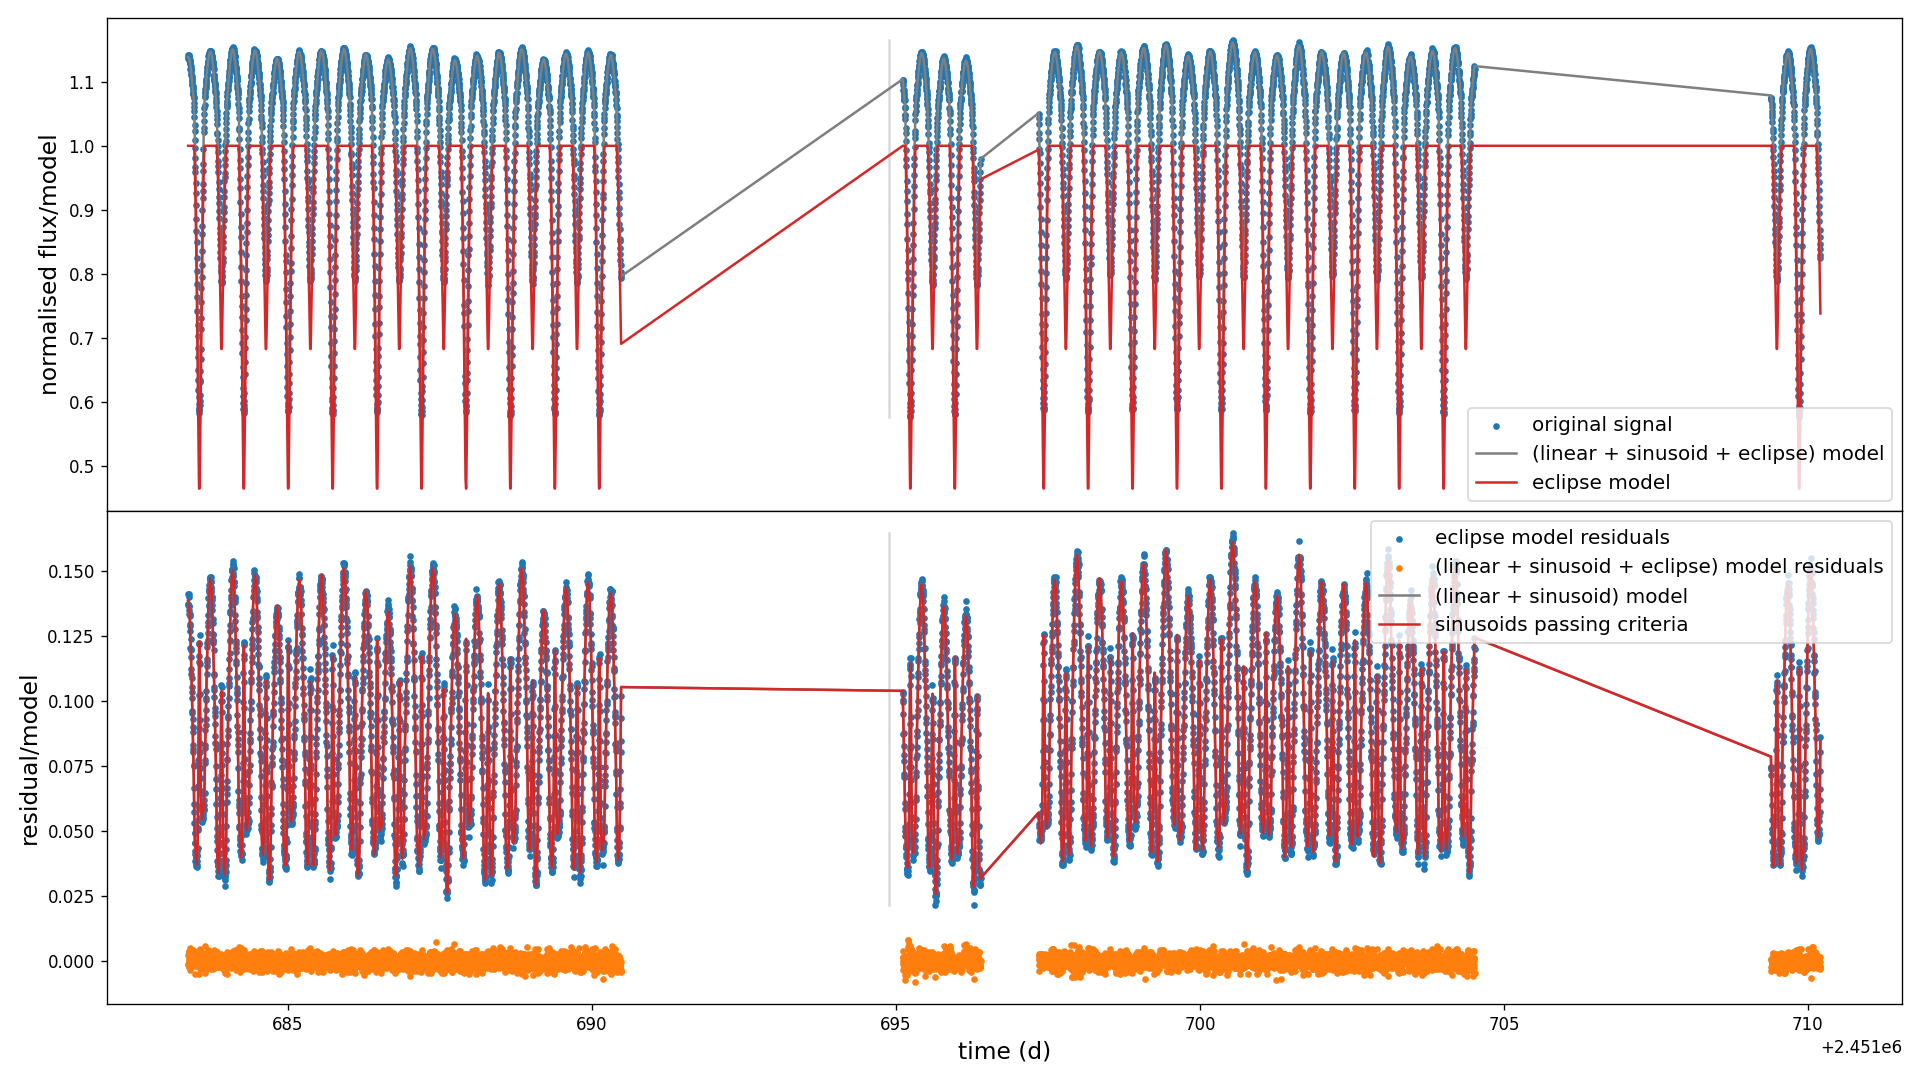 normalised flux/model
1.1
1.0
0.9
0.8
0.7
0.6
0.5
original signal
(linear + sinusoid + eclipse) model
eclipse model
residual/model
0.150
0.125
0.100
0.075
0.050
0.025
0.000
eclipse model residuals
(linear + sinusoid + eclipse) model residuals
(linear + sinusoid) model
sinusoids passing criteria
685
690
695
700
705
710
+2.451e6
time (d)